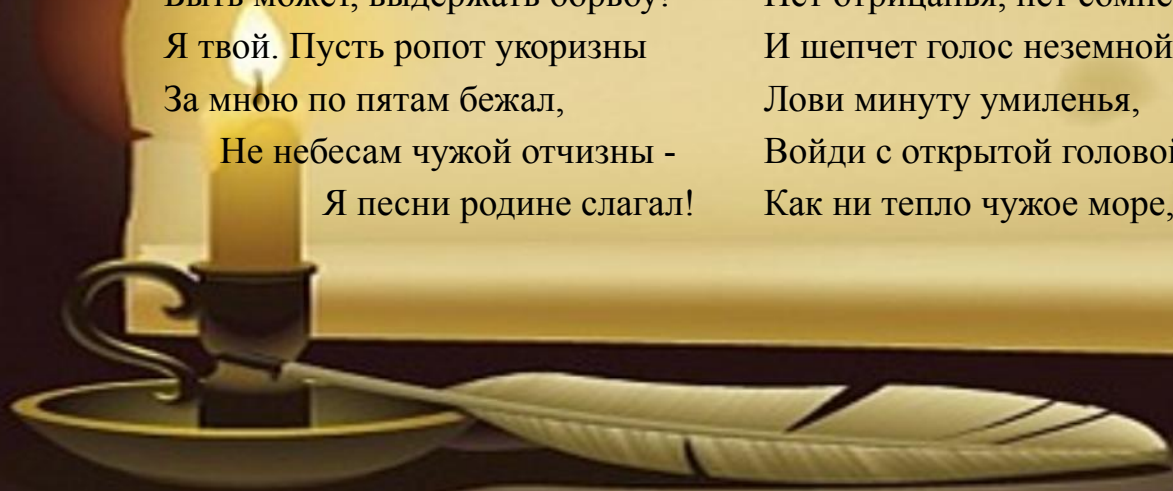 Быть может, выдержать борьбу!
Я твой. Пусть ропот укоризны
За мною по пятам бежал,
Не небесам чужой отчизны -
Я песни родине слагал!
Нет отрицанья, нет
И шепчет голос неземной
Лови минуту умиленья,
Войди с открытой
Как ни тепло чужое море,